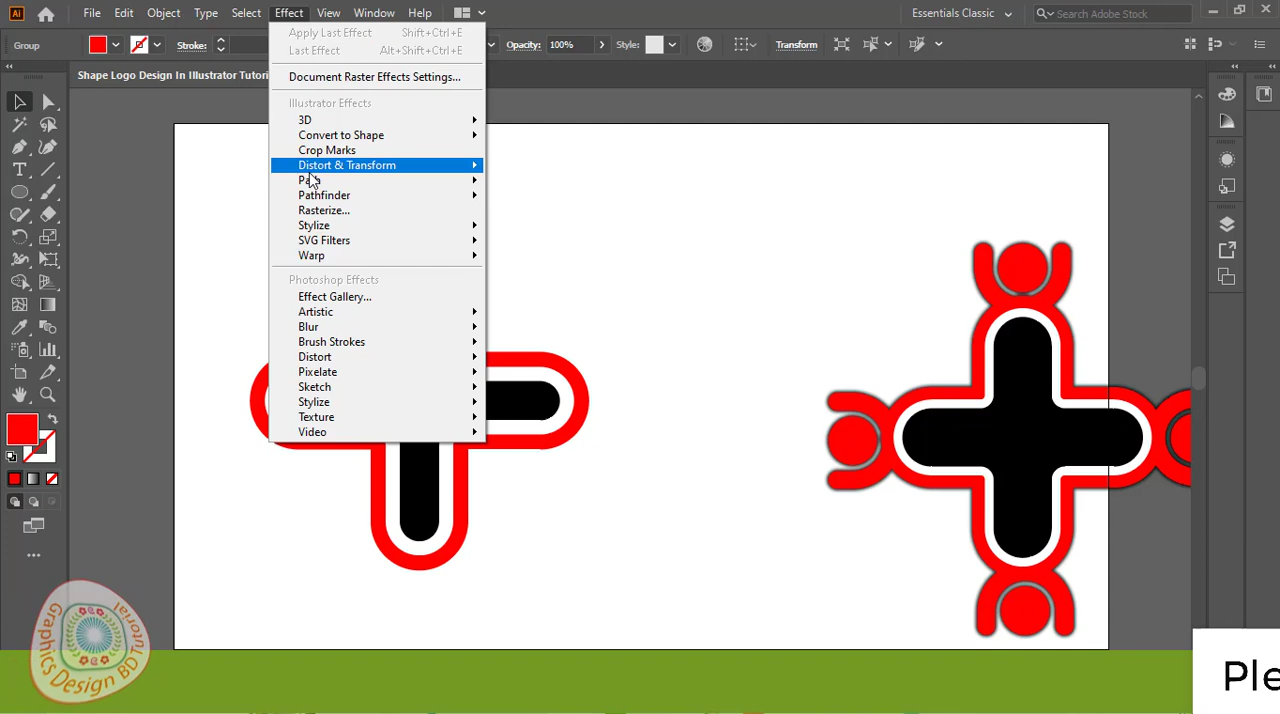 Ai File Edit Object Type Select Effect View Window Help Essentials Classic Search Adobe Stock
Group Stroke: Opacity: 100% Style: Transform
Shape Logo Design In Illustrator Tutori
Apply Last Effect Shift+Ctrl+E
Last Effect Alt+Shift+Ctrl+E
Document Raster Effects Settings...
Illustrator Effects
3D
Convert to Shape
Crop Marks
Distort & Transform
Path
Pathfinder
Rasterize...
Stylize
SVG Filters
Warp
Photoshop Effects
Effect Gallery...
Artistic
Blur
Brush Strokes
Distort
Pixelate
Sketch
Stylize
Texture
Video
Graphics Design BD Tutorial
Ple